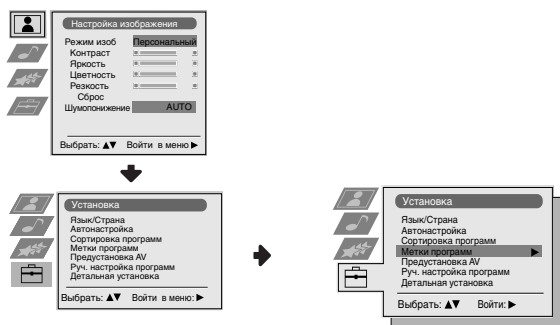 Настройка изображения
Режим изоб Персональный
Контраст
Яркость
Цветность
Резкость
Сброс
Шумопонижение AUTO
Выбрать: ▲▼ Войти в меню ▶
Установка
Язык/Страна
Автонастройка
Сортировка программ
Метки программ
Предустановка AV
Руч. настройка программ
Детальная установка
Выбрать: ▲▼ Войти в меню: ▶
Установка
Язык/Страна
Автонастройка
Сортировка программ
Метки программ ▶
Предустановка AV
Руч. настройка программ
Детальная установка
Выбрать: ▲▼ Войти: ▶